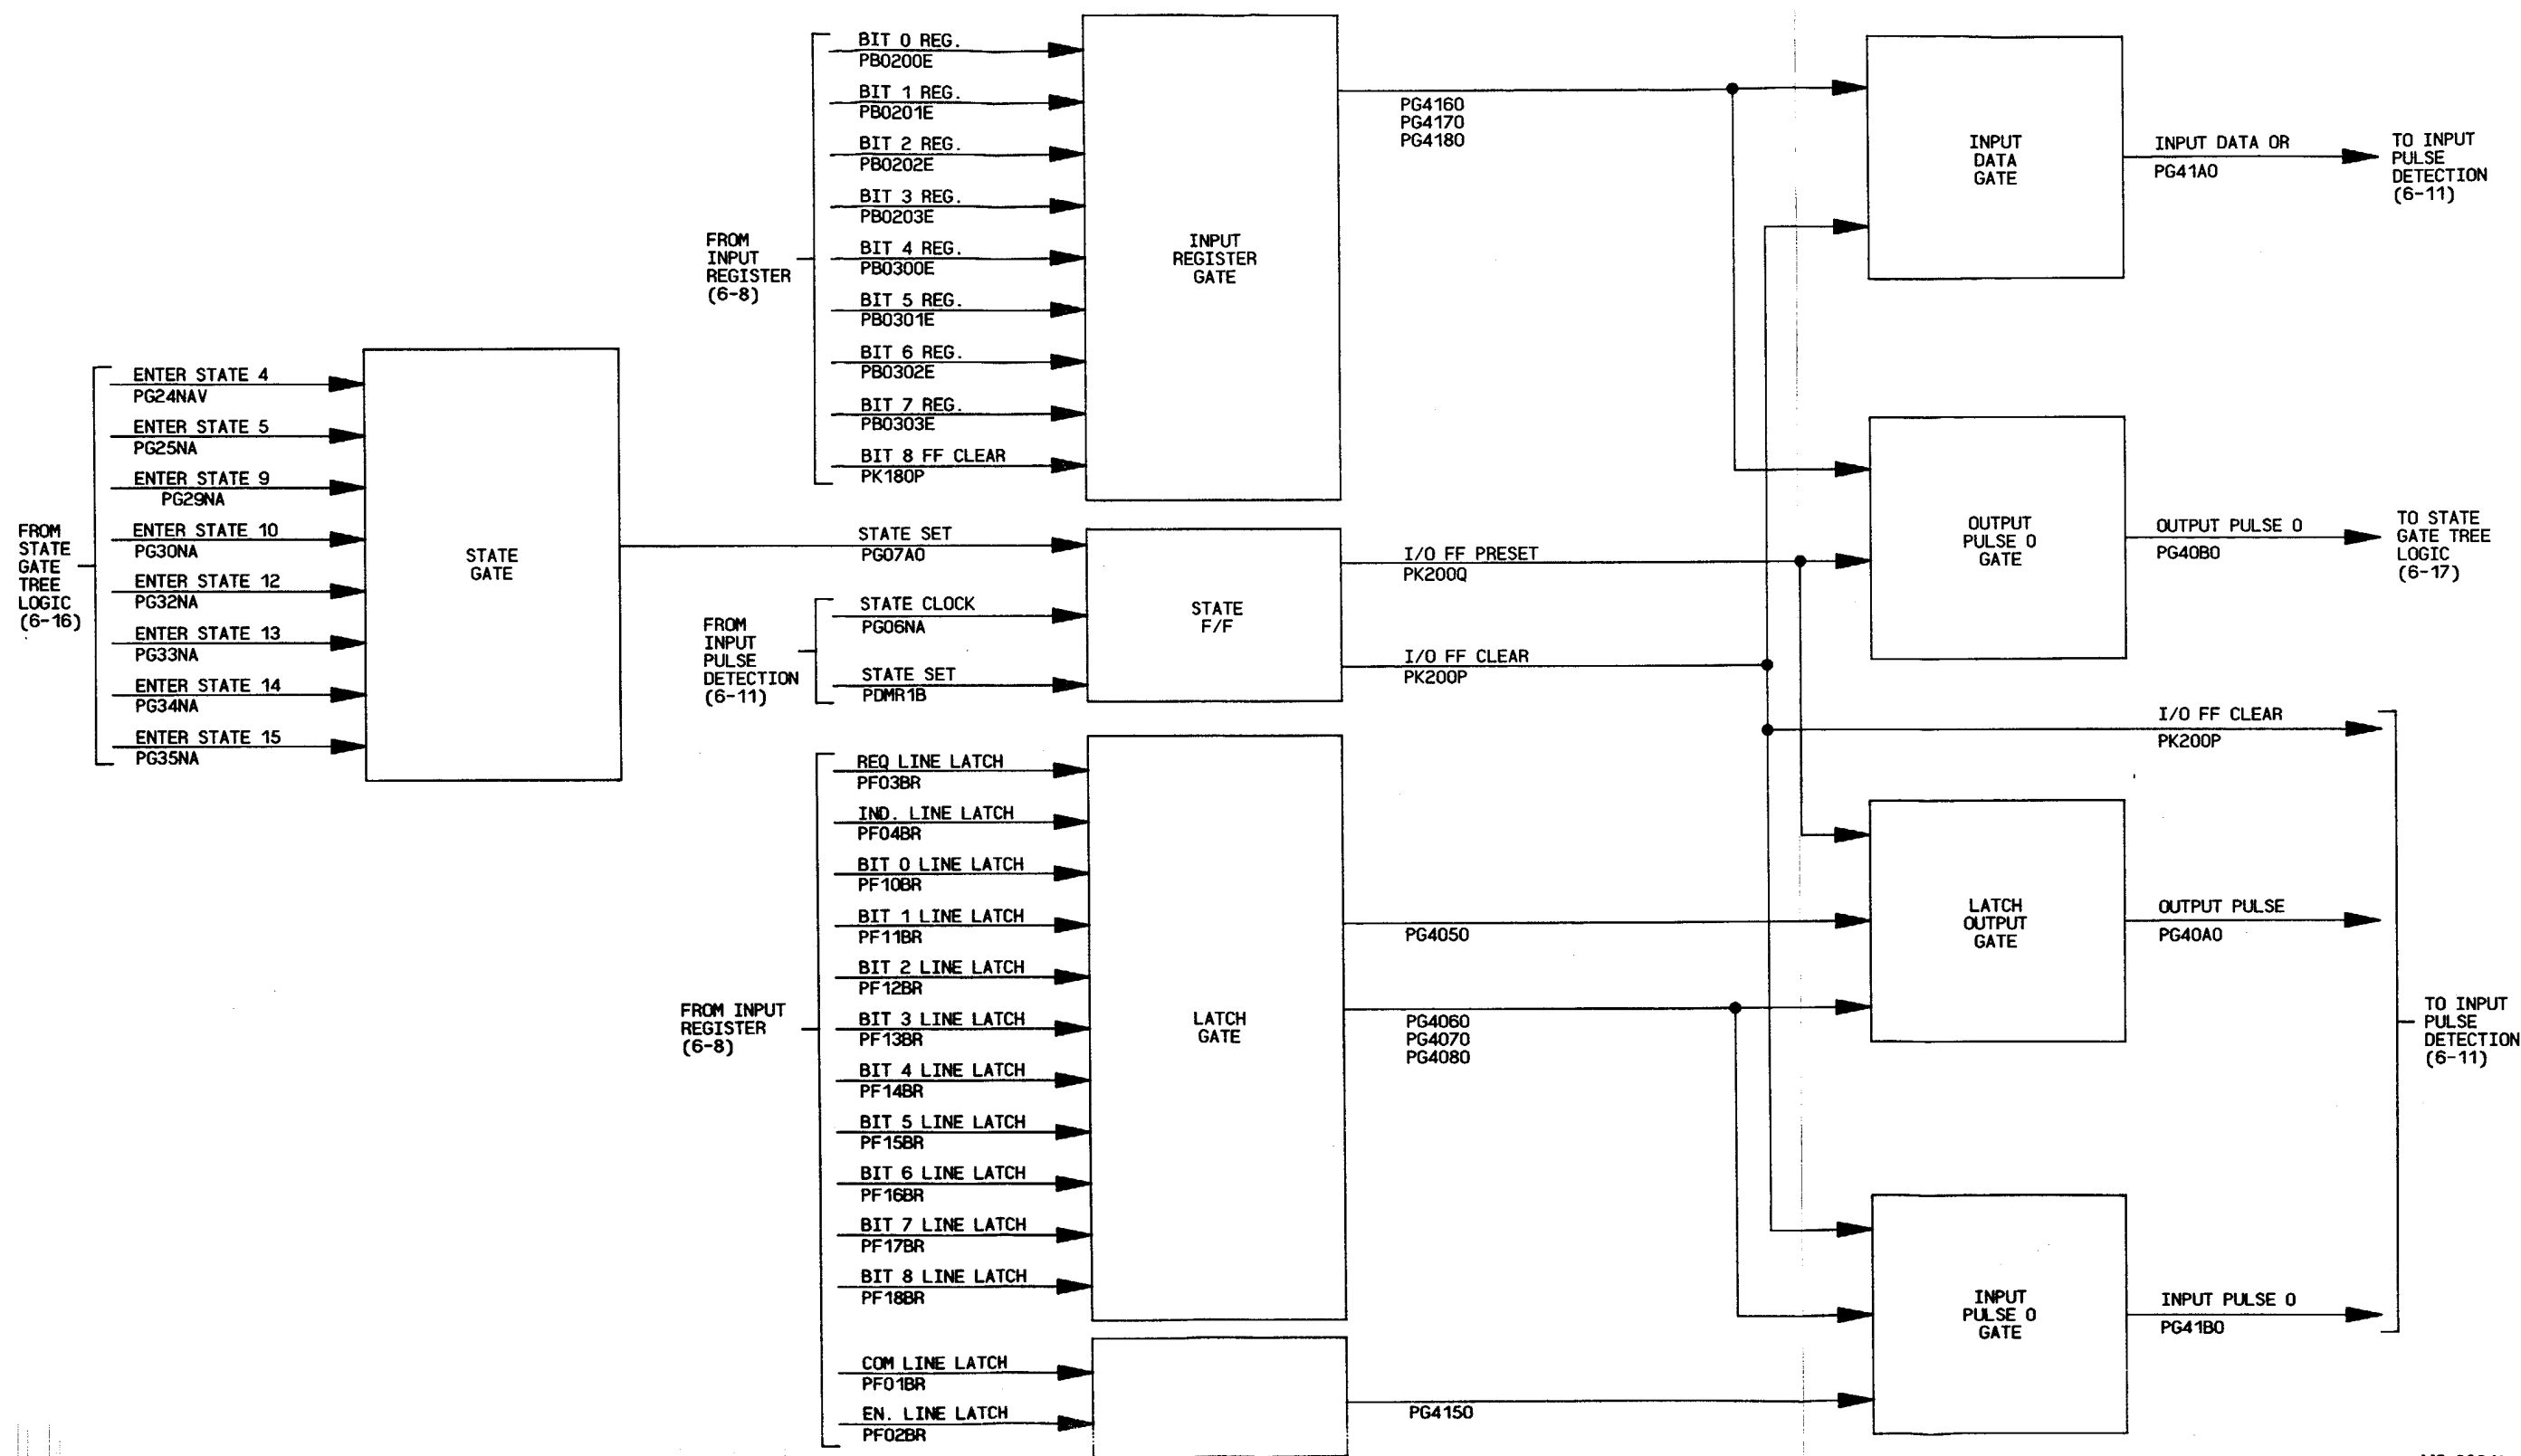 FROM
STATE
GATE
TREE
LOGIC
(6-16)
ENTER STATE 4
PG24NAV
ENTER STATE 5
PG25NA
ENTER STATE 9
PG29NA
ENTER STATE 10
PG30NA
ENTER STATE 12
PG32NA
ENTER STATE 13
PG33NA
ENTER STATE 14
PG34NA
ENTER STATE 15
PG35NA
STATE
GATE
FROM
INPUT
REGISTER
(6-8)
BIT 0 REG.
PB0200E
BIT 1 REG.
PB0201E
BIT 2 REG.
PB0202E
BIT 3 REG.
PB0203E
BIT 4 REG.
PB0300E
BIT 5 REG.
PB0301E
BIT 6 REG.
PB0302E
BIT 7 REG.
PB0303E
BIT 8 FF CLEAR
PK180P
INPUT
REGISTER
GATE
PG4160
PG4170
PG4180
STATE SET
PG07A0
FROM
INPUT
PULSE
DETECTION
(6-11)
STATE CLOCK
PG06NA
STATE SET
PDMR1B
STATE
F/F
I/O FF PRESET
PK200Q
I/O FF CLEAR
PK200P
FROM INPUT
REGISTER
(6-8)
REQ LINE LATCH
PF03BR
IND. LINE LATCH
PF04BR
BIT 0 LINE LATCH
PF10BR
BIT 1 LINE LATCH
PF11BR
BIT 2 LINE LATCH
PF12BR
BIT 3 LINE LATCH
PF13BR
BIT 4 LINE LATCH
PF14BR
BIT 5 LINE LATCH
PF15BR
BIT 6 LINE LATCH
PF16BR
BIT 7 LINE LATCH
PF17BR
BIT 8 LINE LATCH
PF18BR
COM LINE LATCH
PF01BR
EN. LINE LATCH
PF02BR
LATCH
GATE
PG4050
PG4060
PG4070
PG4080
PG4150
INPUT
DATA
GATE
INPUT DATA OR
PG41A0
TO INPUT
PULSE
DETECTION
(6-11)
OUTPUT
PULSE 0
GATE
OUTPUT PULSE 0
PG40B0
TO STATE
GATE TREE
LOGIC
(6-17)
I/O FF CLEAR
PK200P
LATCH
OUTPUT
GATE
OUTPUT PULSE
PG40A0
INPUT
PULSE 0
GATE
INPUT PULSE 0
PG41B0
TO INPUT
PULSE
DETECTION
(6-11)